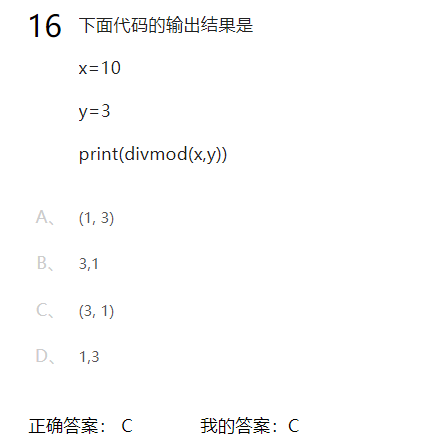 16 下面代码的输出结果是
x=10
y=3
print(divmod(x,y))
A、 (1, 3)
B、 3,1
C、 (3, 1)
D、 1,3
正确答案： C 我的答案：C